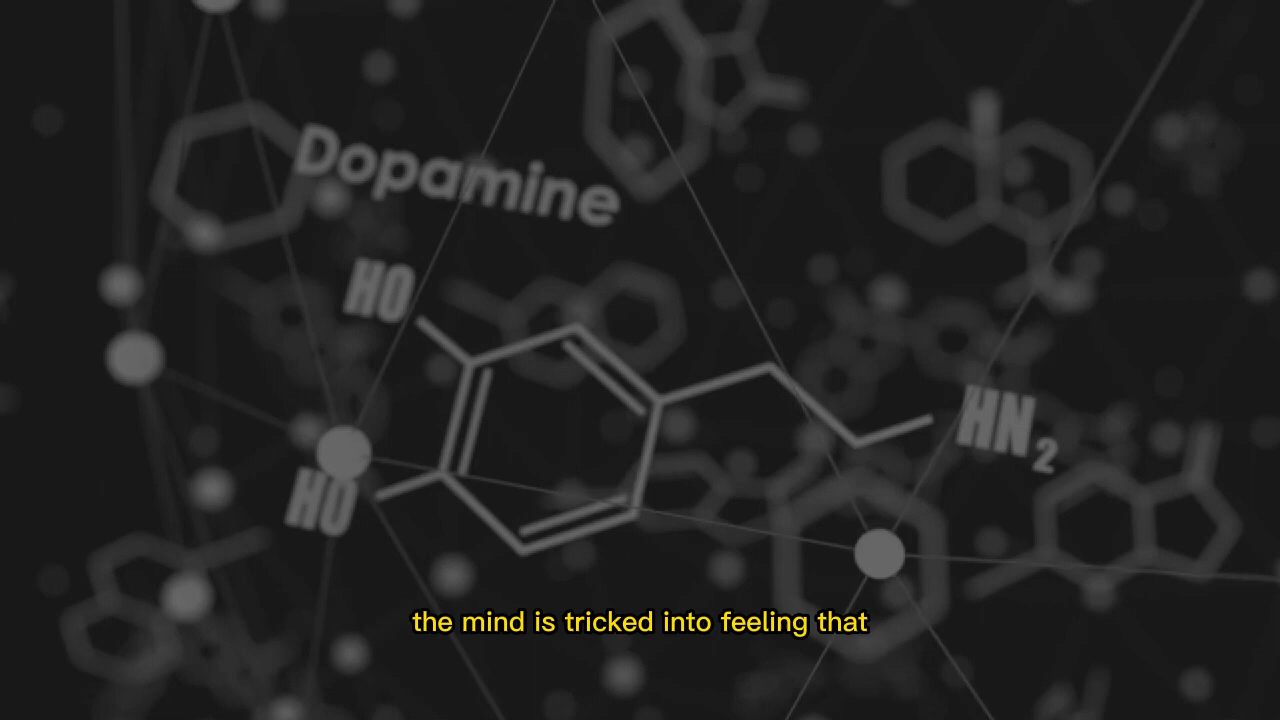 Dopamine
HO
HN2
HO
the mind is tricked into feeling that